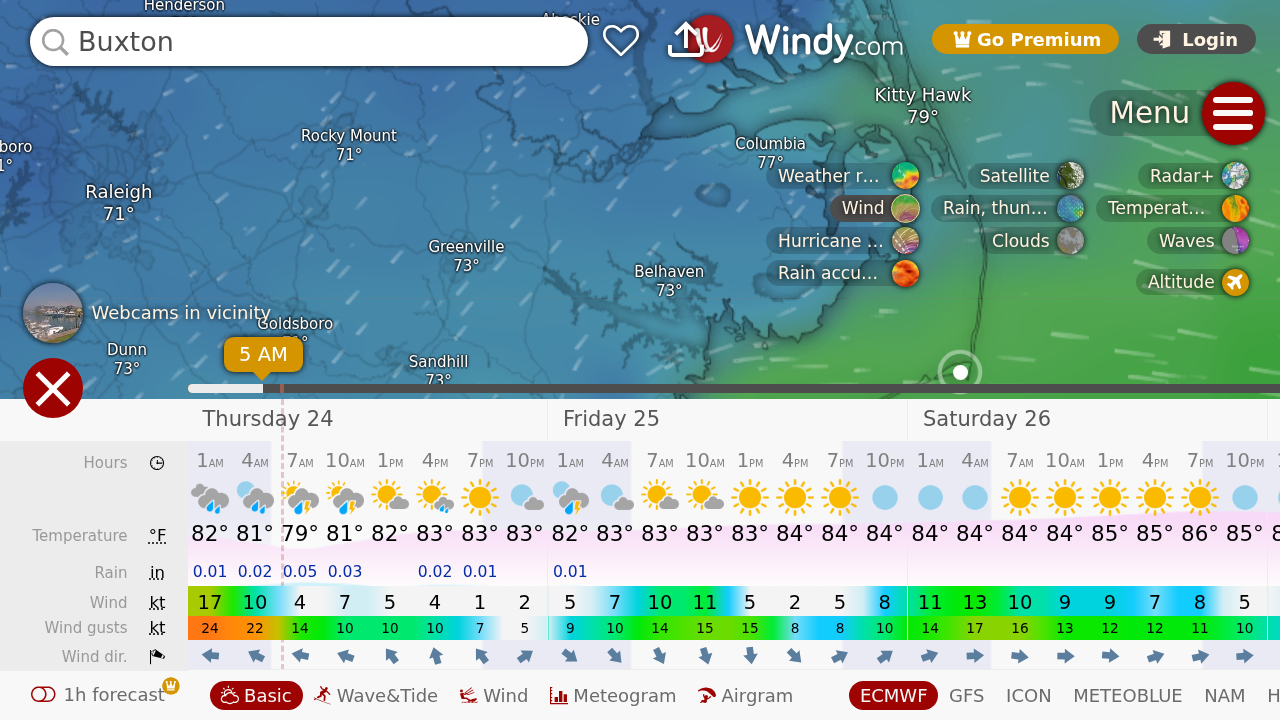 Henderson
Buxton
Windy.com
Go Premium
Login
Kitty Hawk
79°
Menu
Rocky Mount
71°
Columbia
77°
Raleigh
71°
Weather r...
Satellite
Radar+
Wind
Rain, thun...
Temperat...
Hurricane ...
Clouds
Waves
Rain accu...
Altitude
Greenville
73°
Belhaven
73°
Webcams in vicinity
Goldsboro
Dunn
73°
5 AM
Sandhill
73°
Thursday 24 Friday 25 Saturday 26
Hours 1AM 4AM 7AM 10AM 1PM 4PM 7PM 10PM 1AM 4AM 7AM 10AM 1PM 4PM 7PM 10PM 1AM 4AM 7AM 10AM 1PM 4PM 7PM 10PM
Temperature °F 82° 81° 79° 81° 82° 83° 83° 83° 82° 83° 83° 83° 83° 84° 84° 84° 84° 84° 84° 84° 85° 85° 86° 85°
Rain in 0.01 0.02 0.05 0.03 0.02 0.01 0.01
Wind kt 17 10 4 7 5 4 1 2 5 7 10 11 5 2 5 8 11 13 10 9 9 7 8 5
Wind gusts kt 24 22 14 10 10 10 7 5 9 10 14 15 15 8 8 10 14 17 16 13 12 12 11 10
Wind dir.
1h forecast Basic Wave&Tide Wind Meteogram Airgram ECMWF GFS ICON METEOBLUE NAM